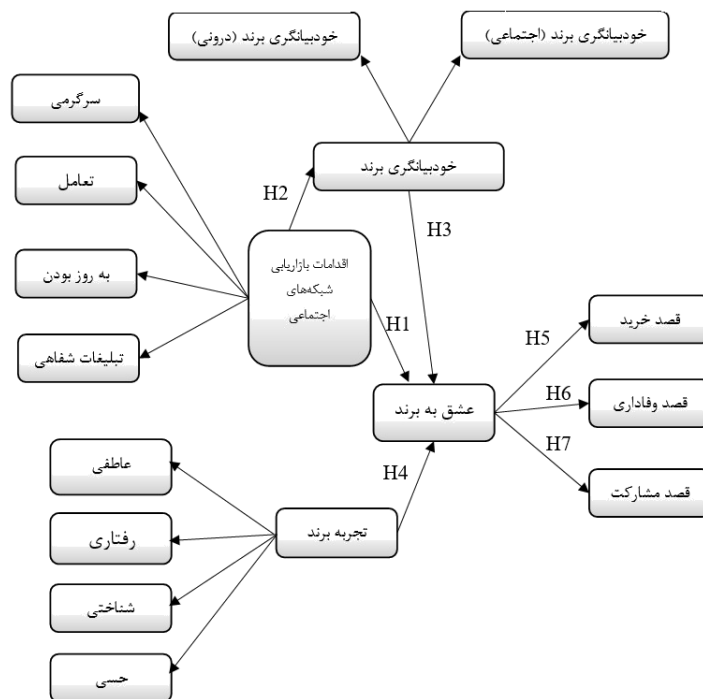 خودبیانگری برند (اجتماعی)
خودبیانگری برند (درونی)
سرگرمی
خودبیانگری برند
تعامل
H2
H3
اقدامات بازاریابی
شبکه‌های
اجتماعی
به روز بودن
H1
قصد خرید
تبلیغات شفاهی
H5
عشق به برند
H6
قصد وفاداری
H7
عاطفی
H4
قصد مشارکت
تجربه برند
رفتاری
شناختی
حسی